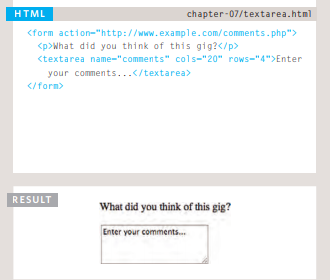 HTML
chapter-07/textarea.html
<form action="http://www.example.com/comments.php">
<p>What did you think of this gig?</p>
<textarea name="comments" cols="20" rows="4">Enter
your comments...</textarea>
</form>
RESULT
What did you think of this gig?
Enter your comments...